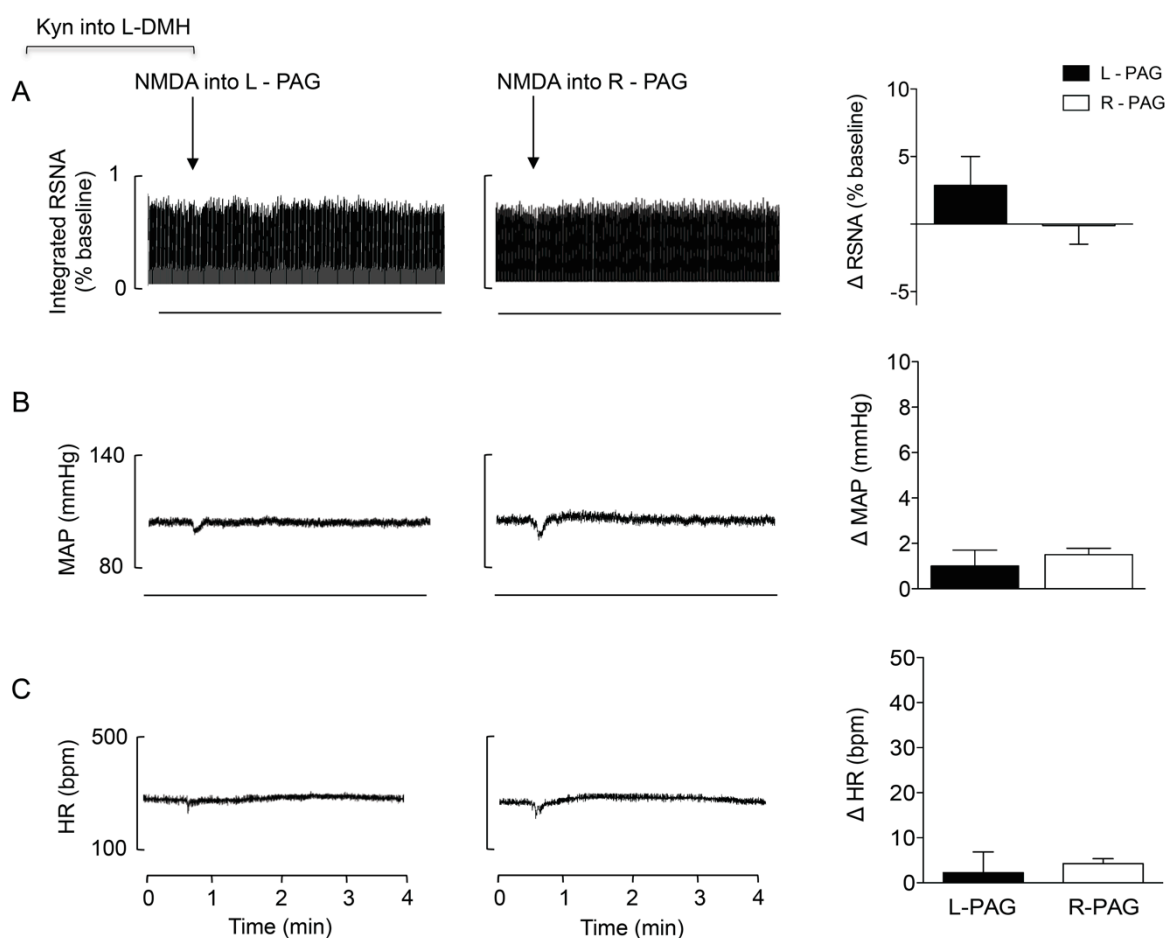 Kyn into L-DMH
A
NMDA into L - PAG
NMDA into R - PAG
L - PAG
R - PAG
Integrated RSNA
(% baseline)
1
0
Δ RSNA (% baseline)
10
5
-5
B
MAP (mmHg)
140
80
Δ MAP (mmHg)
10
8
6
4
2
0
C
HR (bpm)
500
100
0 1 2 3 4
Time (min)
0 1 2 3 4
Time (min)
Δ HR (bpm)
50
40
30
20
10
0
L-PAG R-PAG